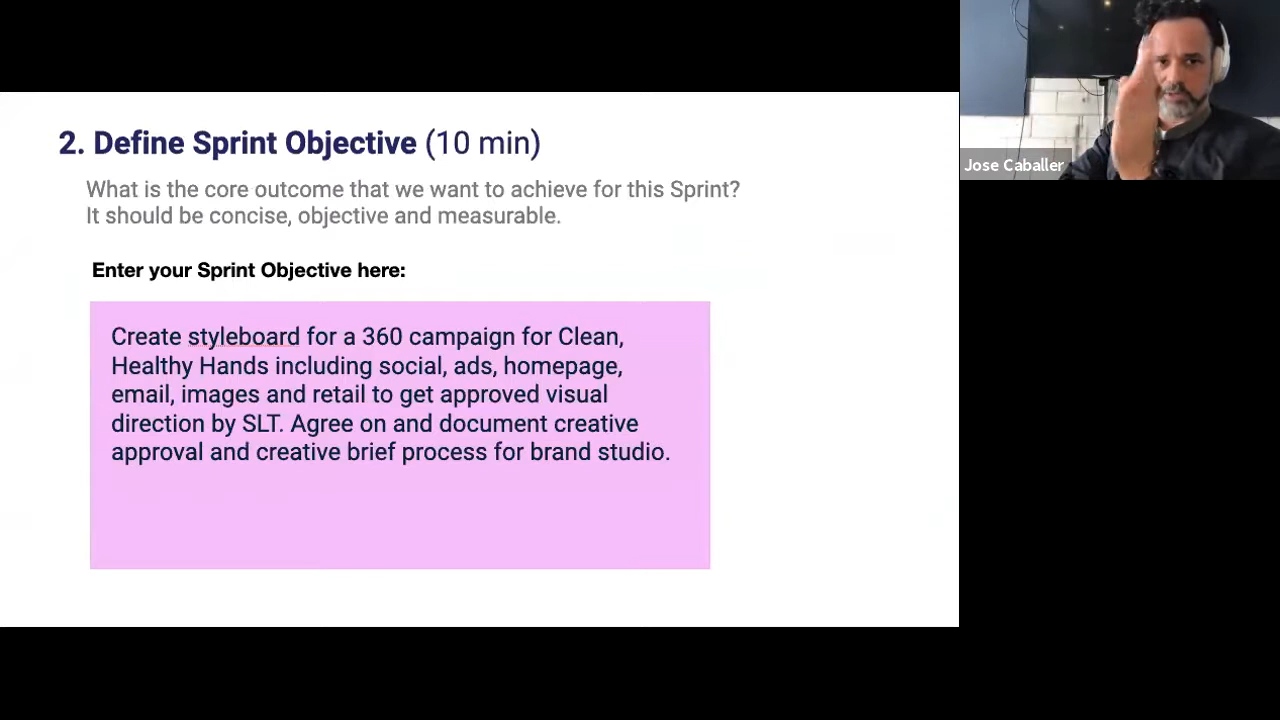 2. Define Sprint Objective (10 min)
What is the core outcome that we want to achieve for this Sprint?
It should be concise, objective and measurable.
Enter your Sprint Objective here:
Create styleboard for a 360 campaign for Clean,
Healthy Hands including social, ads, homepage,
email, images and retail to get approved visual
direction by SLT. Agree on and document creative
approval and creative brief process for brand studio.
Jose Caballer